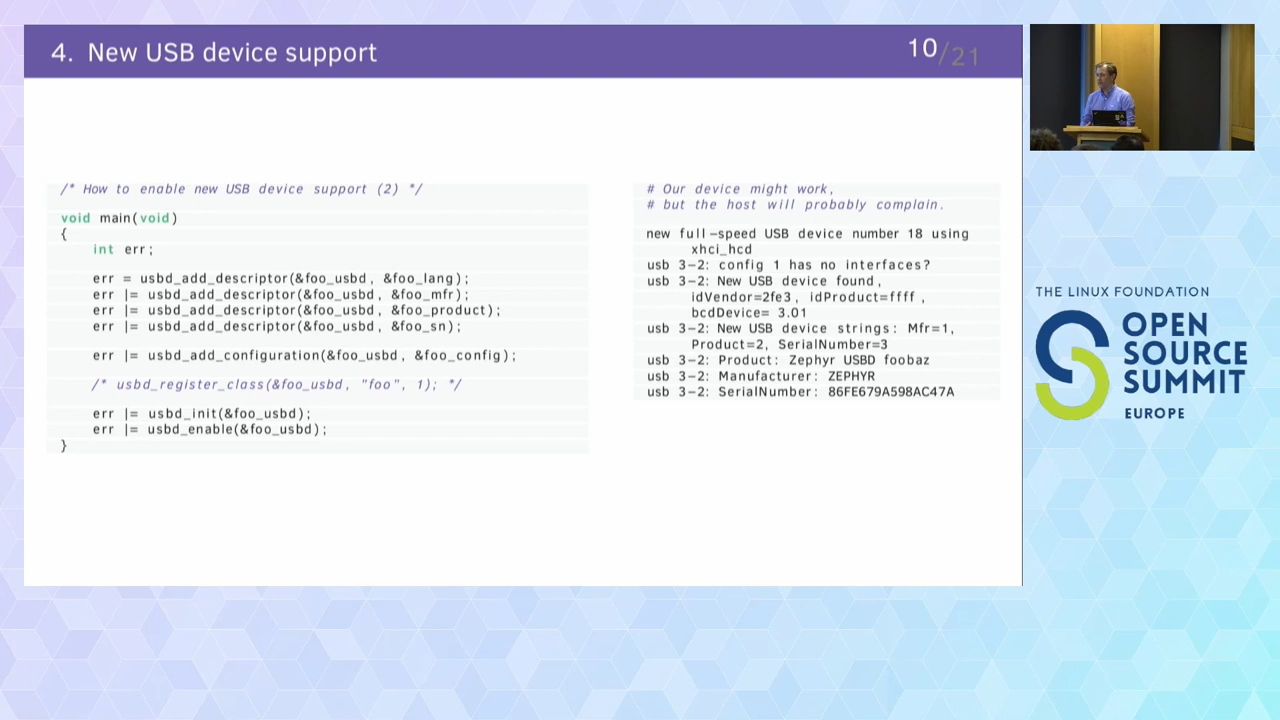 4. New USB device support
10/21
/* How to enable new USB device support (2) */
void main(void)
{
int err;
err = usbd_add_descriptor(&foo_usbd, &foo_lang);
err |= usbd_add_descriptor(&foo_usbd, &foo_mfr);
err |= usbd_add_descriptor(&foo_usbd, &foo_product);
err |= usbd_add_descriptor(&foo_usbd, &foo_sn);
err |= usbd_add_configuration(&foo_usbd, &foo_config);
/* usbd_register_class(&foo_usbd, "foo", 1); */
err |= usbd_init(&foo_usbd);
err |= usbd_enable(&foo_usbd);
}
# Our device might work,
# but the host will probably complain.
new full-speed USB device number 18 using
xhci_hcd
usb 3-2: config 1 has no interfaces?
usb 3-2: New USB device found,
idVendor=2fe3, idProduct=ffff,
bcdDevice= 3.01
usb 3-2: New USB device strings: Mfr=1,
Product=2, SerialNumber=3
usb 3-2: Product: Zephyr USBD foobaz
usb 3-2: Manufacturer: ZEPHYR
usb 3-2: SerialNumber: 86FE679A598AC47A
THE LINUX FOUNDATION
OPEN
SOURCE
SUMMIT
EUROPE